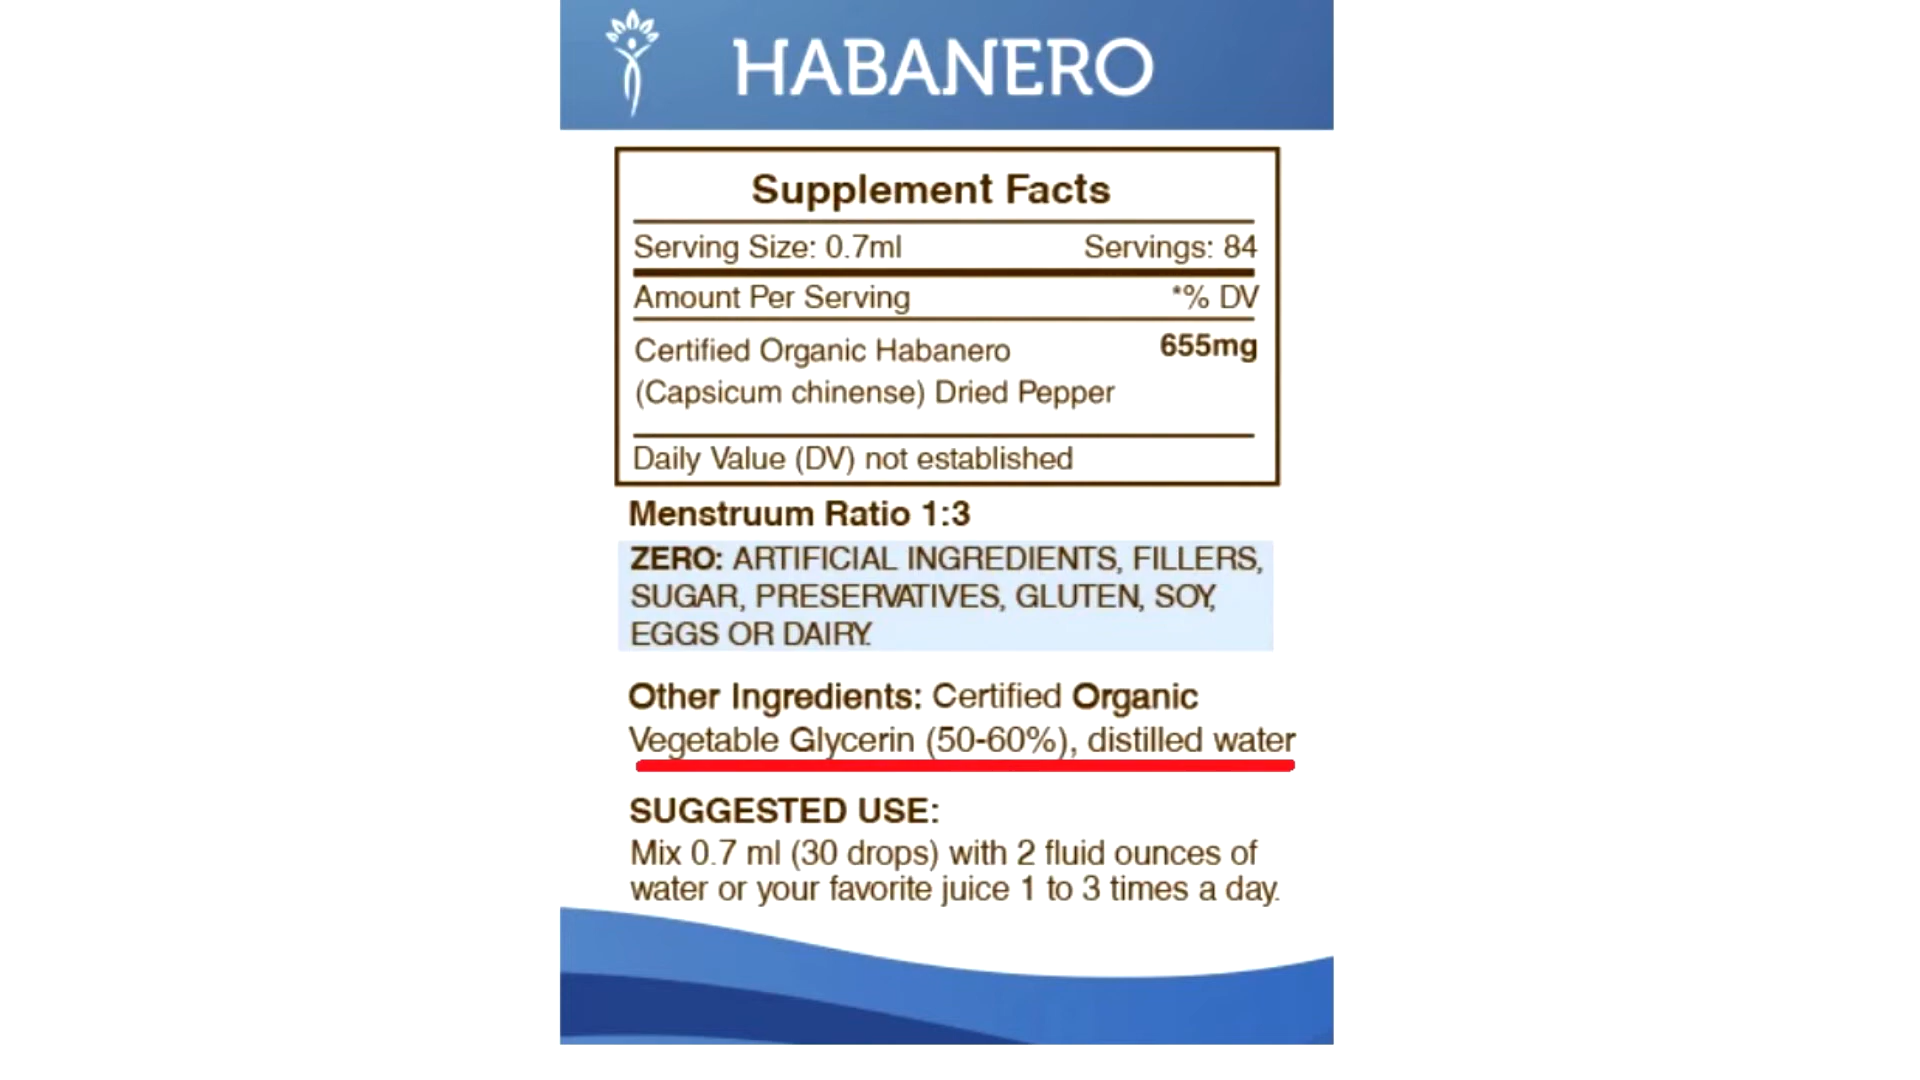 HABANERO
Supplement Facts
Serving Size: 0.7ml Servings: 84
Amount Per Serving *% DV
Certified Organic Habanero 655mg
(Capsicum chinense) Dried Pepper
Daily Value (DV) not established
Menstruum Ratio 1:3
ZERO: ARTIFICIAL INGREDIENTS, FILLERS,
SUGAR, PRESERVATIVES, GLUTEN, SOY,
EGGS OR DAIRY.
Other Ingredients: Certified Organic
Vegetable Glycerin (50-60%), distilled water
SUGGESTED USE:
Mix 0.7 ml (30 drops) with 2 fluid ounces of
water or your favorite juice 1 to 3 times a day.